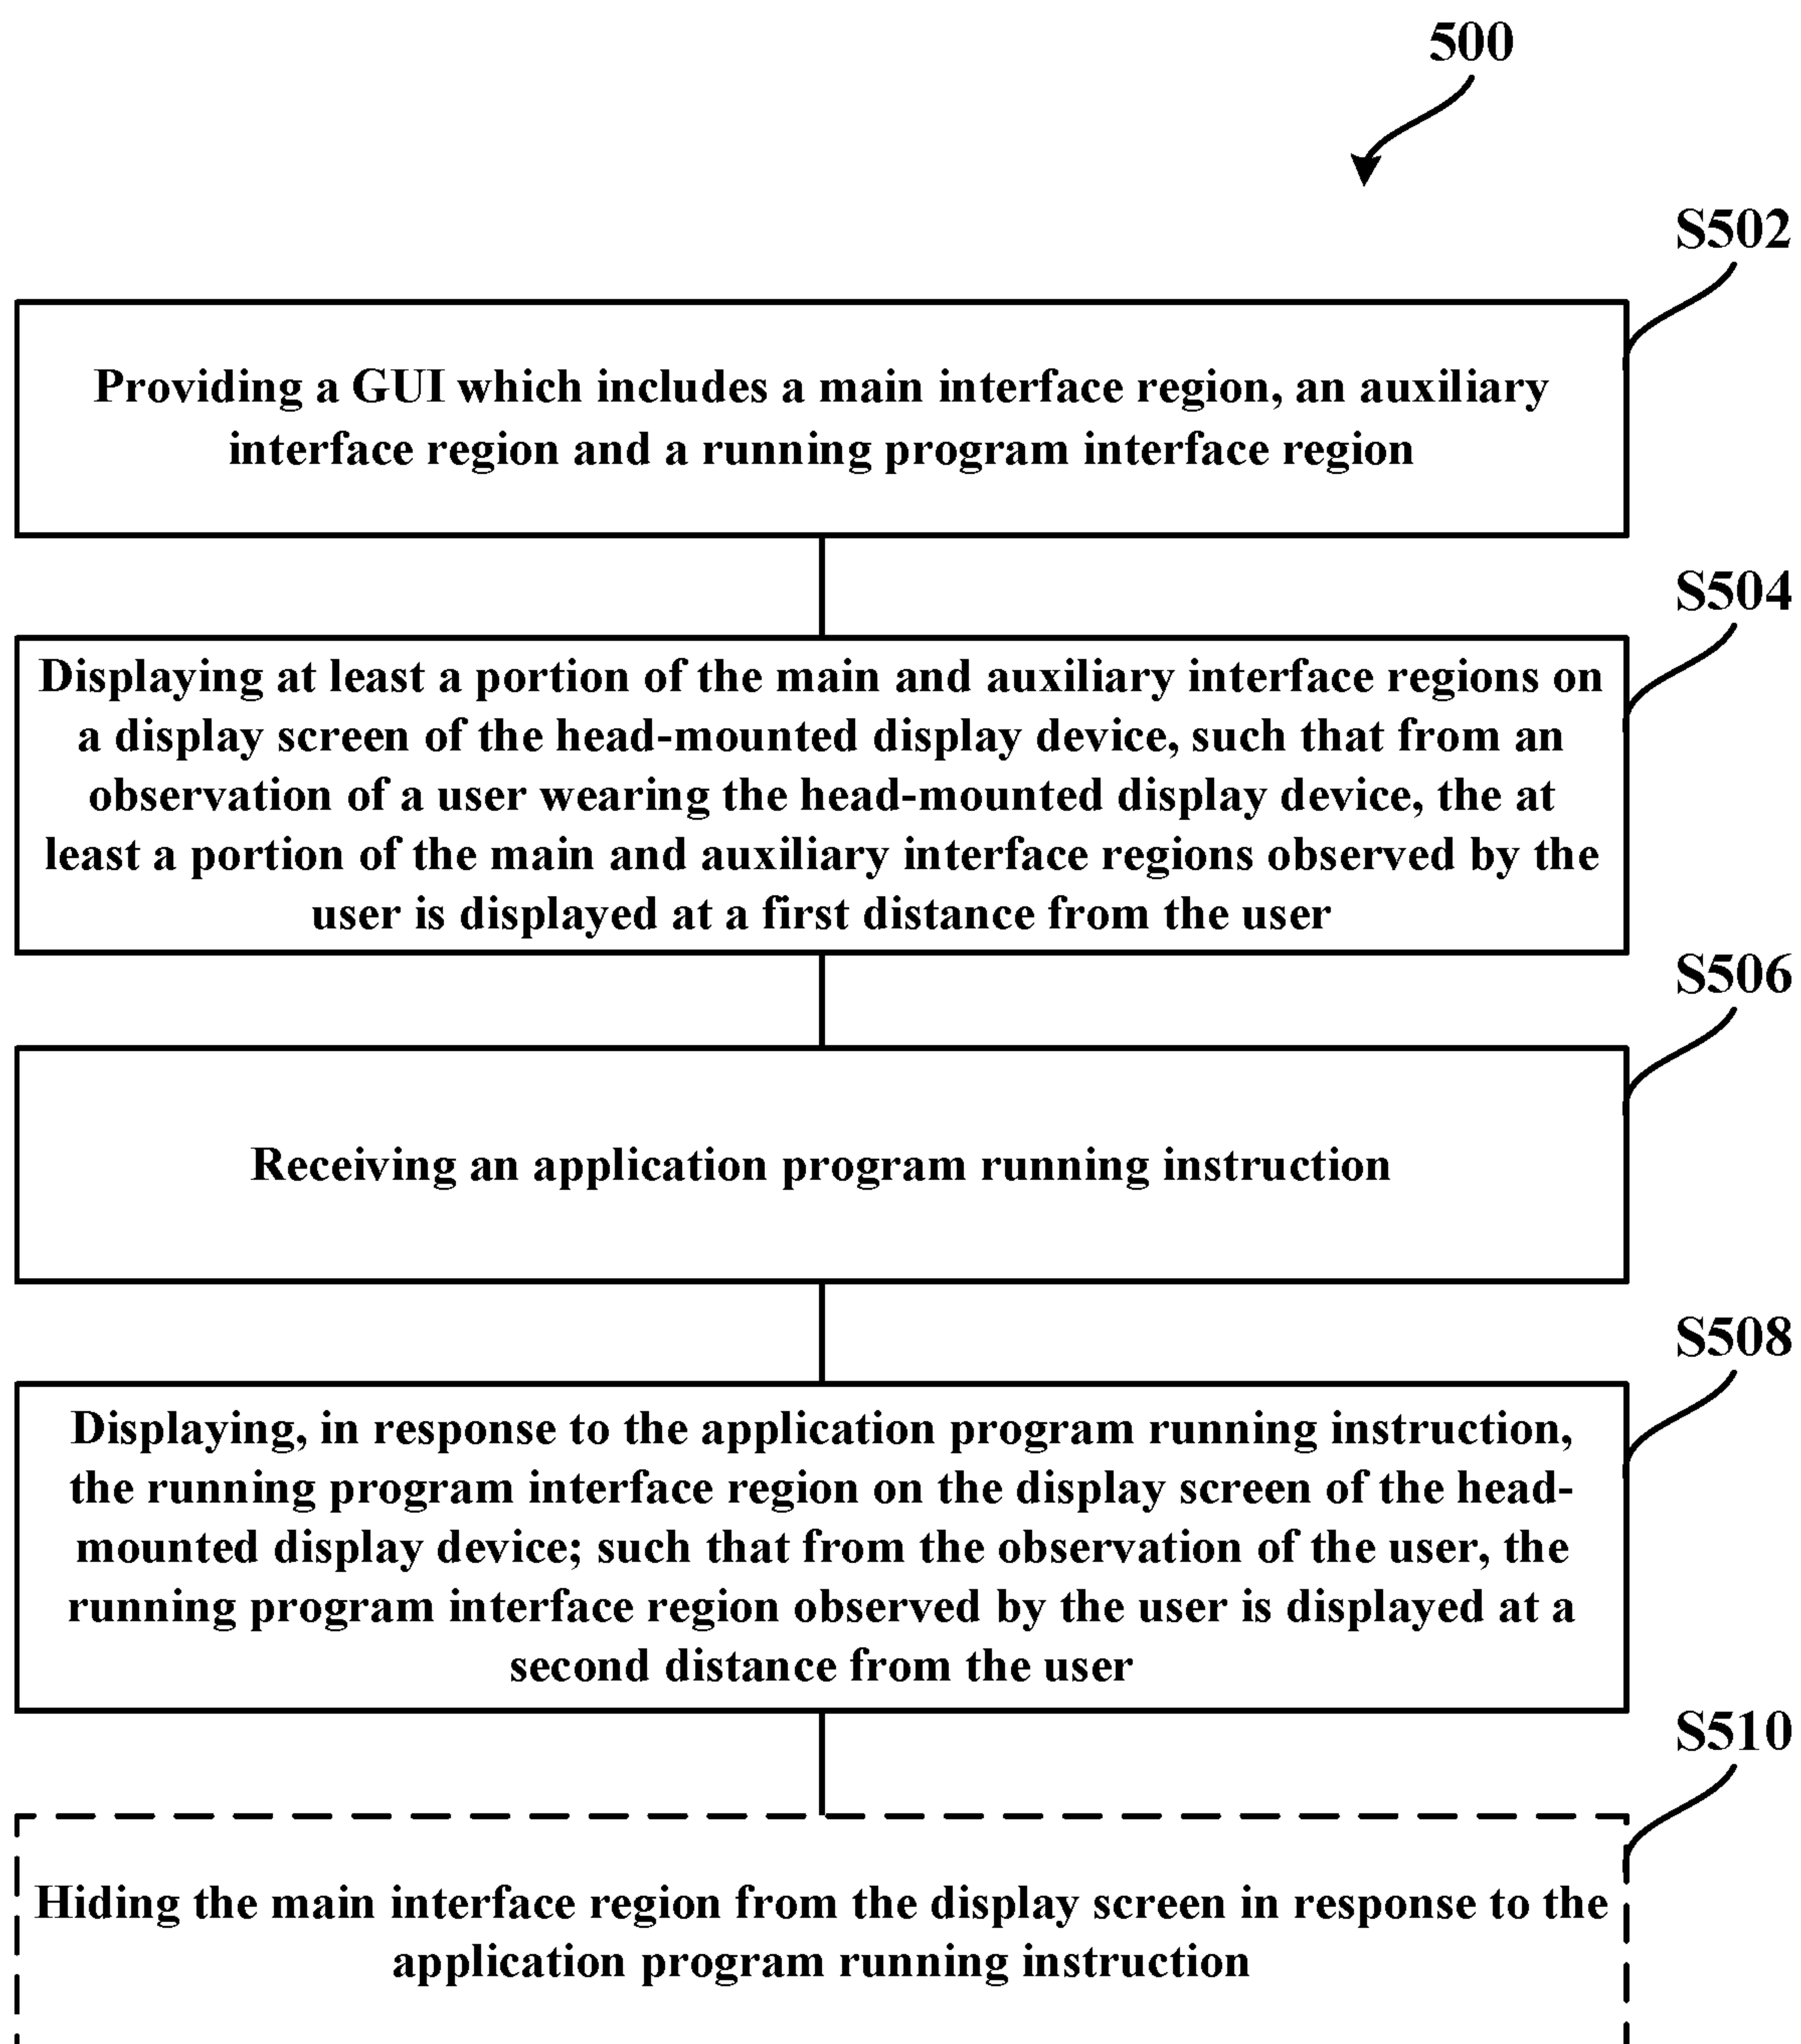 500
S502
Providing a GUI which includes a main interface region, an auxiliary
interface region and a running program interface region
S504
Displaying at least a portion of the main and auxiliary interface regions on
a display screen of the head-mounted display device, such that from an
observation of a user wearing the head-mounted display device, the at
least a portion of the main and auxiliary interface regions observed by the
user is displayed at a first distance from the user
S506
Receiving an application program running instruction
S508
Displaying, in response to the application program running instruction,
the running program interface region on the display screen of the head-
mounted display device; such that from the observation of the user, the
running program interface region observed by the user is displayed at a
second distance from the user
S510
Hiding the main interface region from the display screen in response to the
application program running instruction